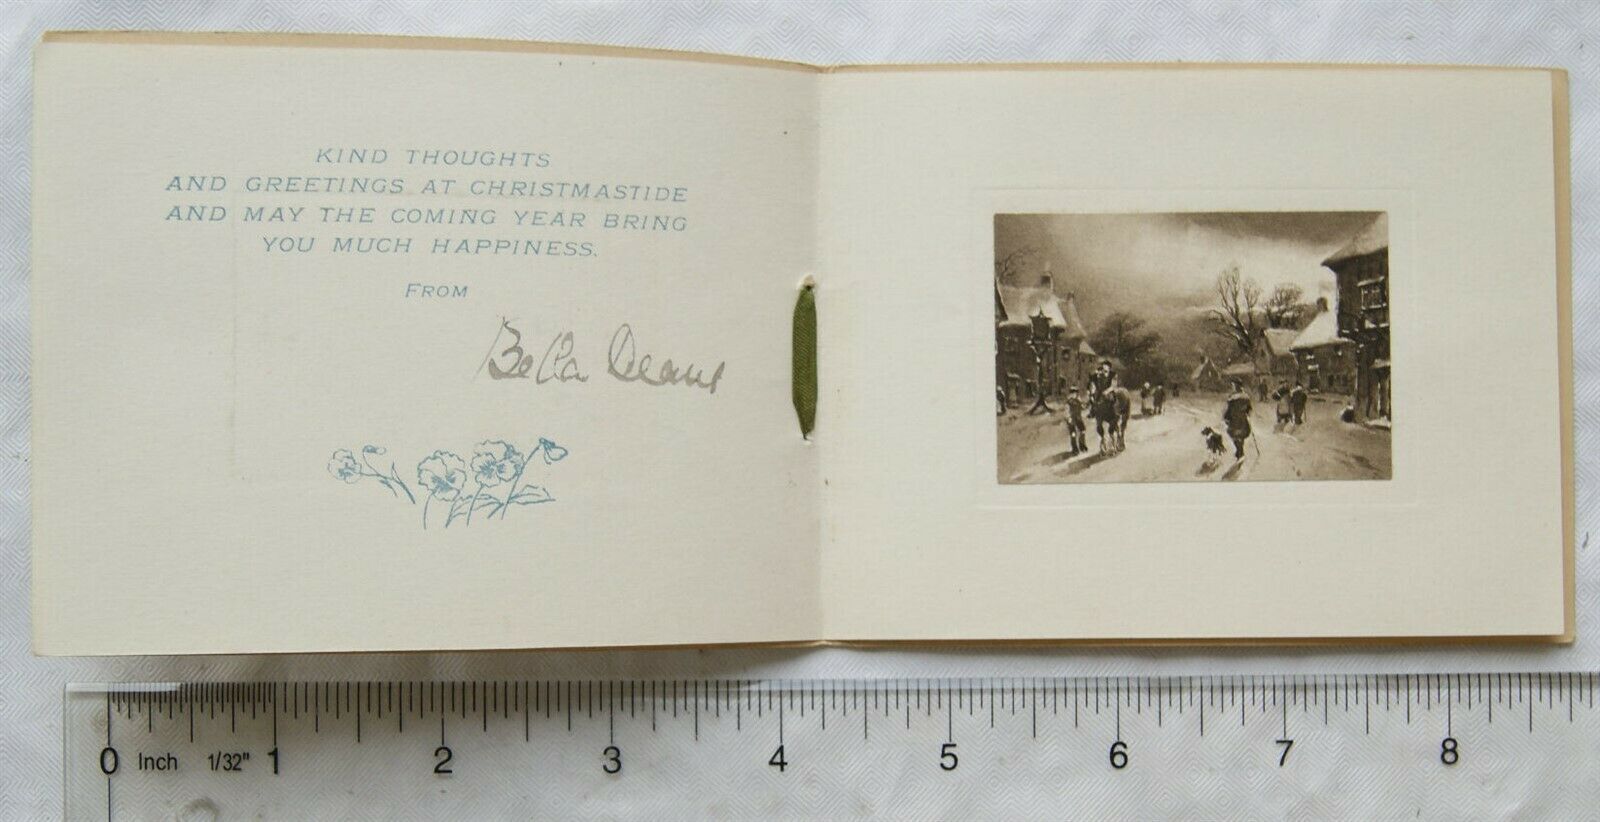 KIND THOUGHTS
AND GREETINGS AT CHRISTMASTIDE
AND MAY THE COMING YEAR BRING
YOU MUCH HAPPINESS.
FROM
Bella Deans
0 Inch 1/32" 1 2 3 4 5 6 7 8